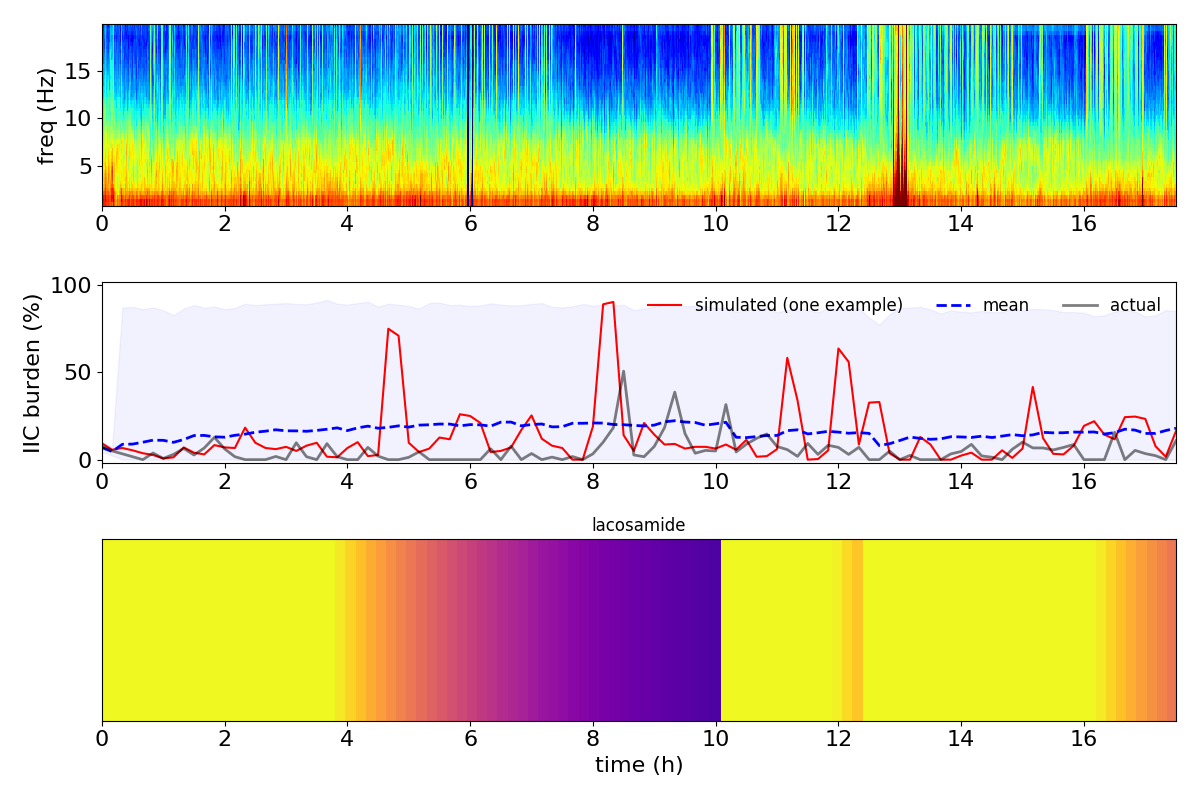 freq (Hz)
15
10
5
0 2 4 6 8 10 12 14 16
IIC burden (%)
100
50
0
simulated (one example) mean actual
0 2 4 6 8 10 12 14 16
lacosamide
0 2 4 6 8 10 12 14 16
time (h)